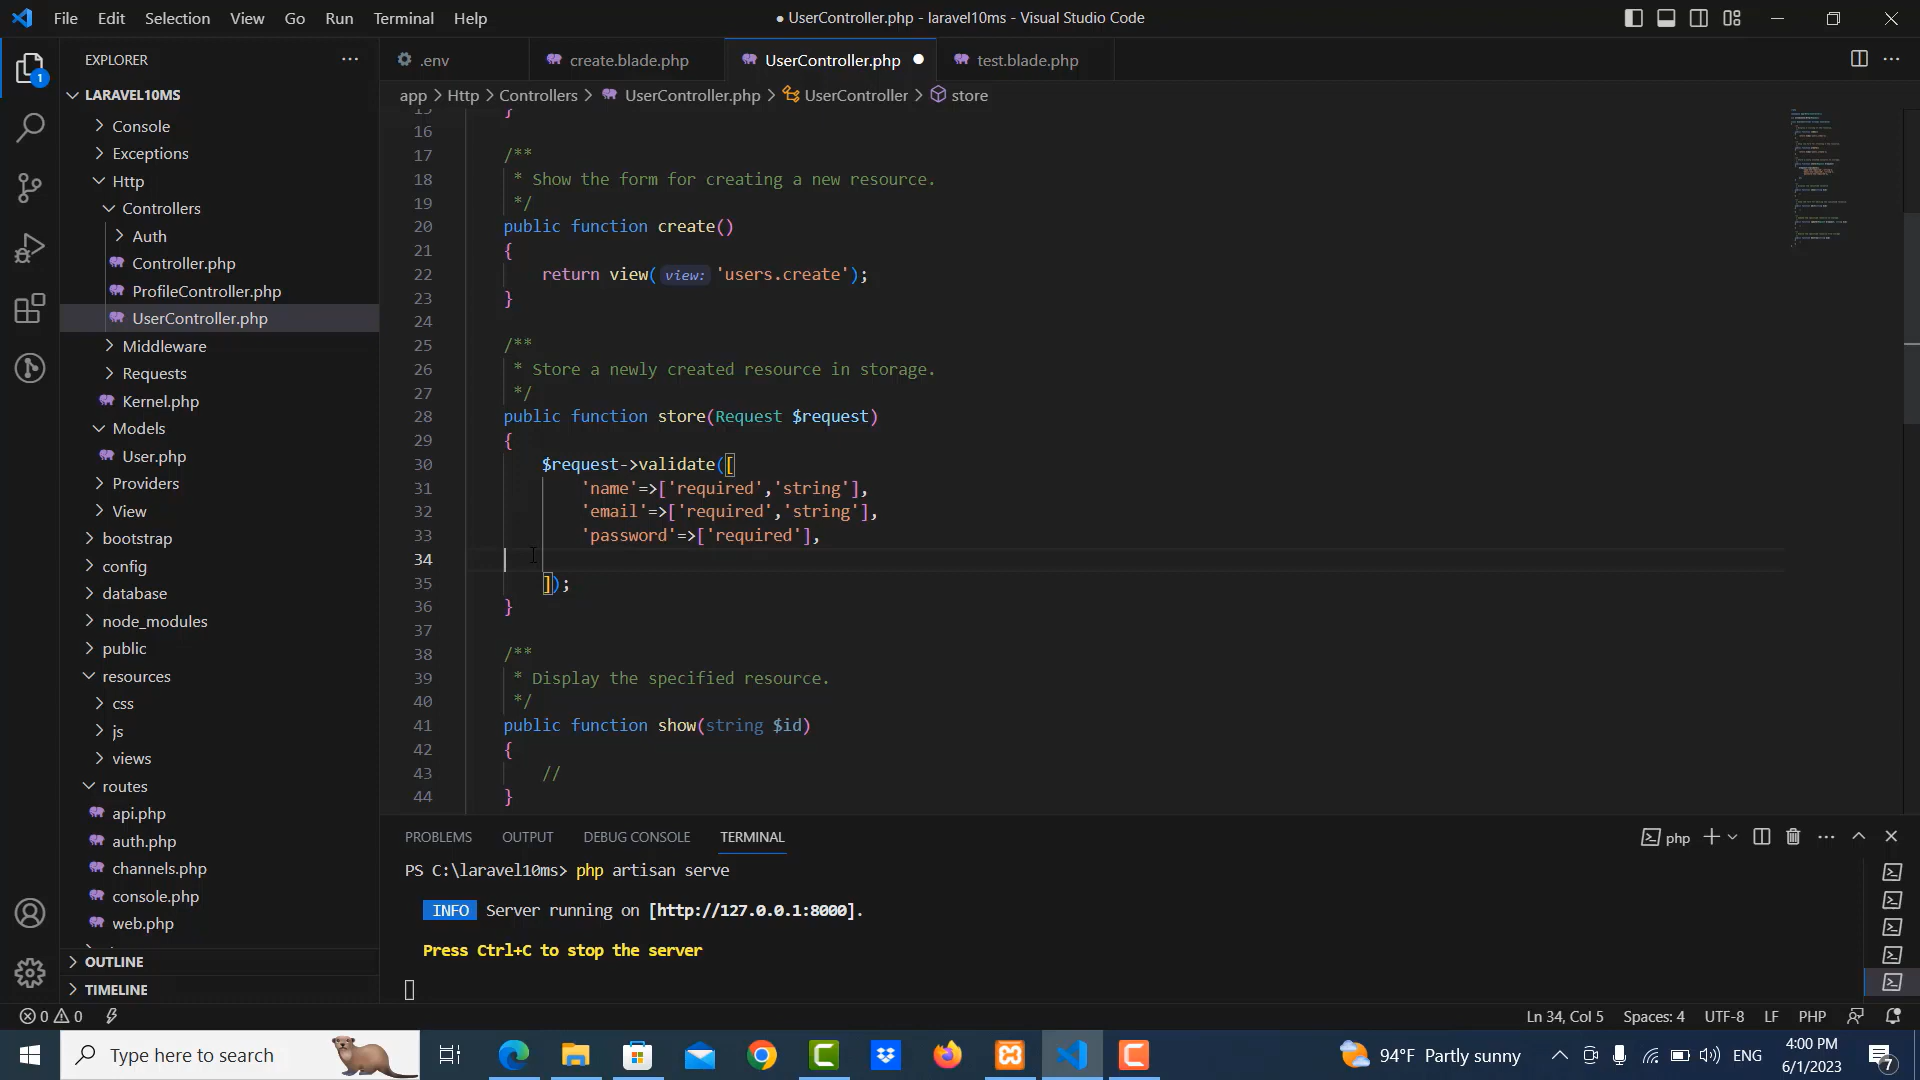 File Edit Selection View Go Run Terminal Help
● UserController.php - laravel10ms - Visual Studio Code
EXPLORER
LARAVEL10MS
Console
Exceptions
Http
Controllers
Auth
Controller.php
ProfileController.php
UserController.php
Middleware
Requests
Kernel.php
Models
User.php
Providers
View
bootstrap
config
database
node_modules
public
resources
css
js
views
routes
api.php
auth.php
channels.php
console.php
web.php
OUTLINE
TIMELINE
1
.env
create.blade.php
UserController.php ●
test.blade.php
app > Http > Controllers > UserController.php > UserController > store
15 }
16
17 /**
18 * Show the form for creating a new resource.
19 */
20 public function create()
21 {
22 return view( view: 'users.create');
23 }
24
25 /**
26 * Store a newly created resource in storage.
27 */
28 public function store(Request $request)
29 {
30 $request->validate([
31 'name'=>['required','string'],
32 'email'=>['required','string'],
33 'password'=>['required'],
34
35 ]);
36 }
37
38 /**
39 * Display the specified resource.
40 */
41 public function show(string $id)
42 {
43 //
44 }
PROBLEMS OUTPUT DEBUG CONSOLE TERMINAL
php
PS C:\laravel10ms> php artisan serve
INFO Server running on [http://127.0.0.1:8000].
Press Ctrl+C to stop the server
0 0
Ln 34, Col 5 Spaces: 4 UTF-8 LF PHP
Type here to search
94°F Partly sunny
ENG
4:00 PM
6/1/2023
7